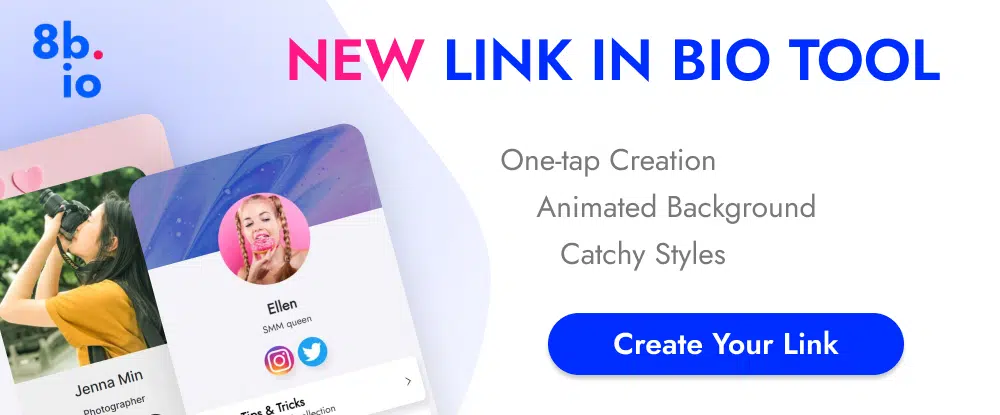 8b.
io
NEW LINK IN BIO TOOL
One-tap Creation
Animated Background
Catchy Styles
Create Your Link
Ellen
SMM queen
Tips & Tricks
Jenna Min
Photographer